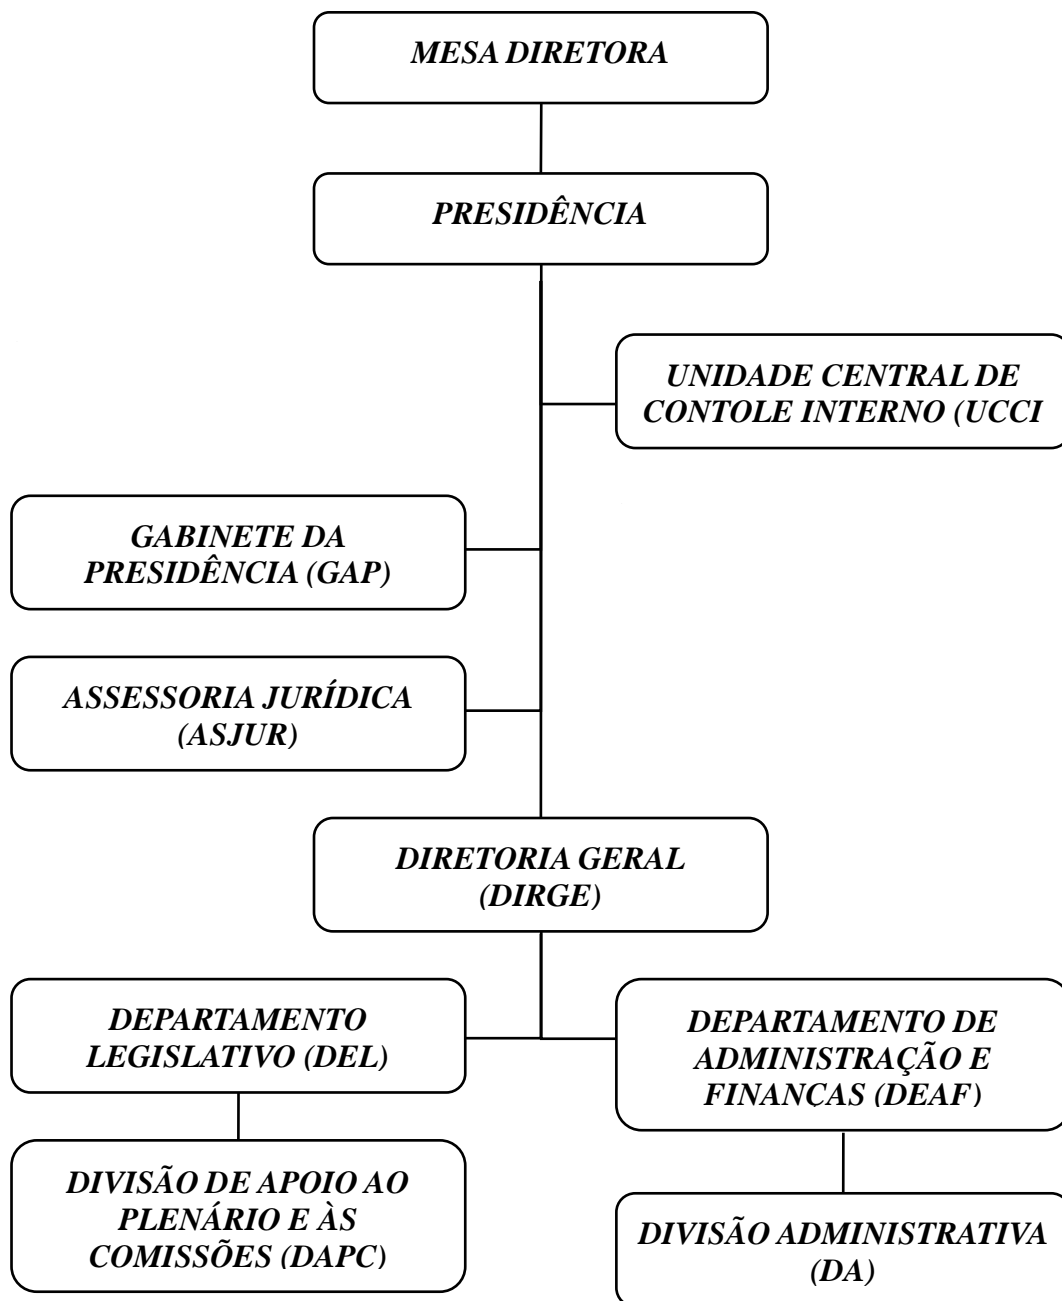 MESA DIRETORA
PRESIDÊNCIA
UNIDADE CENTRAL DE
CONTOLE INTERNO (UCCI
GABINETE DA
PRESIDÊNCIA (GAP)
ASSESSORIA JURÍDICA
(ASJUR)
DIRETORIA GERAL
(DIRGE)
DEPARTAMENTO
LEGISLATIVO (DEL)
DEPARTAMENTO DE
ADMINISTRAÇÃO E
FINANÇAS (DEAF)
DIVISÃO DE APOIO AO
PLENÁRIO E ÀS
COMISSÕES (DAPC)
DIVISÃO ADMINISTRATIVA
(DA)